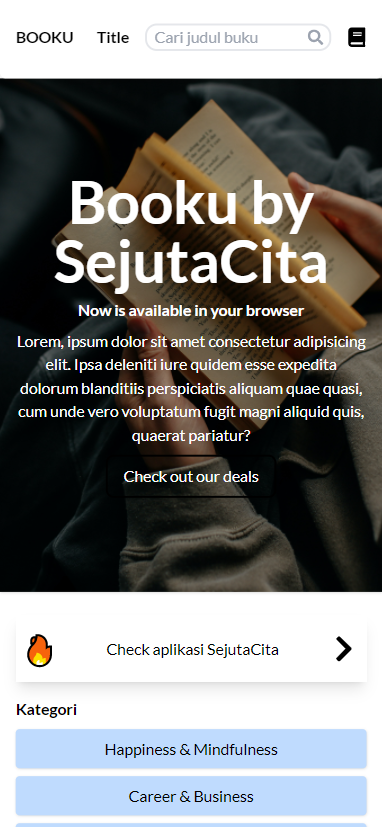 BOOKU Title Cari judul buku
Booku by
SejutaCita
Now is available in your browser
Lorem, ipsum dolor sit amet consectetur adipisicing
elit. Ipsa deleniti iure quidem esse expedita
dolorum blanditiis perspiciatis aliquam quae quasi,
cum unde vero voluptatum fugit magni aliquid quis,
quaerat pariatur?
Check out our deals
Check aplikasi SejutaCita
Kategori
Happiness & Mindfulness
Career & Business